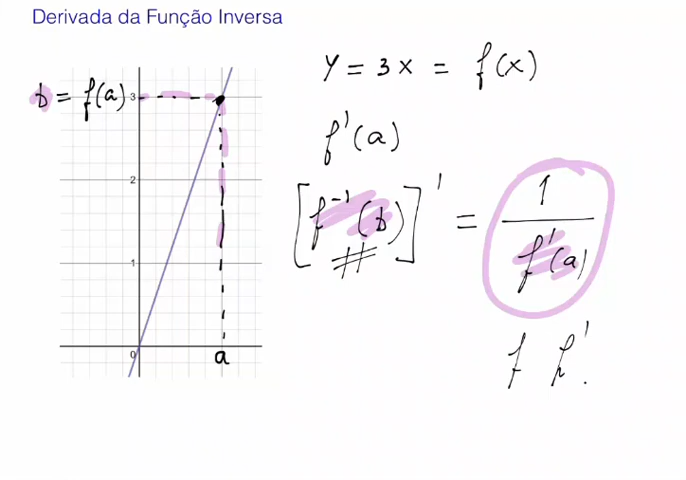 Derivada da Função Inversa
y = 3x = f(x)
b = f(a)
3
f'(a)
2
[f⁻¹(b)]' = 1 / f'(a)
1
0
a
f f'.